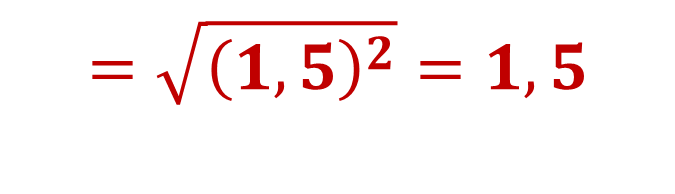 = √(1,5)² = 1,5